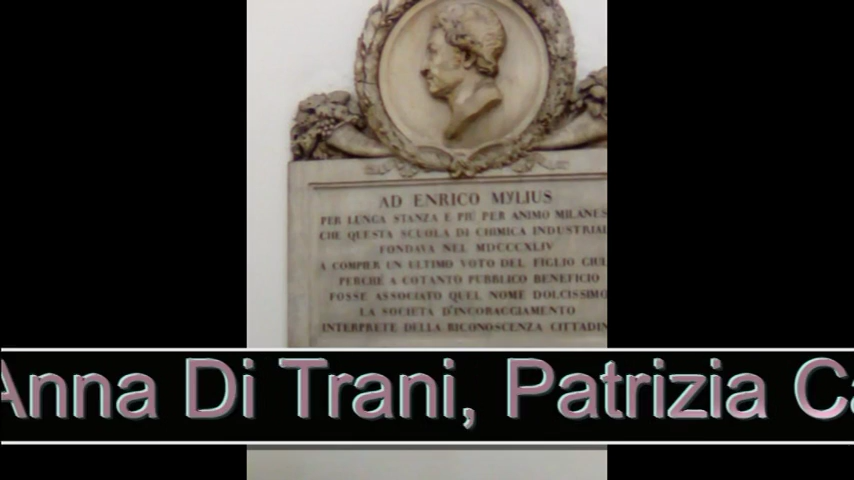 AD ENRICO MYLIUS
PER LUNGA STANZA E PIÙ PER ANIMO MILANES
CHE QUESTA SCUOLA DI CHIMICA INDUSTRIAL
FONDAVA NEL MDCCCXLIV
A COMPIER UN ULTIMO VOTO DEL FIGLIO GIUL
PERCHÈ A COTANTO PUBBLICO BENEFICIO
FOSSE ASSOCIATO QUEL NOME DOLCISSIMO
LA SOCIETÀ D'INCORAGGIAMENTO
INTERPRETE DELLA RICONOSCENZA CITTADIN
Anna Di Trani, Patrizia Ca